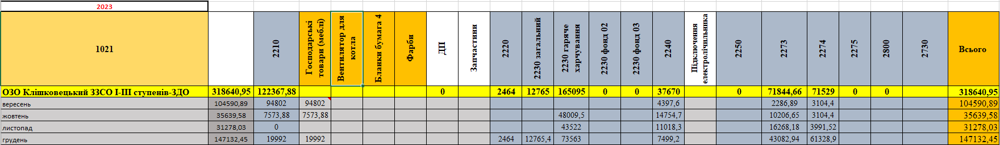 2023
1021 2210 Господарські товари (меблі) Вентилятор для котла Бланки бумага 4 Фарби ДП Запчастини 2220 2230 загальний 2230 гаряче харчування 2230 фонд 02 2230 фонд 03 2240 Підключення електролічільника 2250 2273 2274 2275 2800 2730 Всього
ОЗО Клішковецький ЗЗСО І-ІІІ ступенів-ЗДО 318640,95 122367,88 0 2464 12765 165095 0 0 37670 0 71844,66 71529 0 0 318640,95
вересень 104590,89 94802 94802 4397,6 2286,89 3104,4 104590,89
жовтень 35639,58 7573,88 7573,88 48009,5 14754,7 10206,65 3104,4 35639,58
листопад 31278,03 0 43522 11018,3 16268,18 3991,52 31278,03
грудень 147132,45 19992 19992 2464 12765,4 73563 7499,2 43082,94 61328,9 147132,45